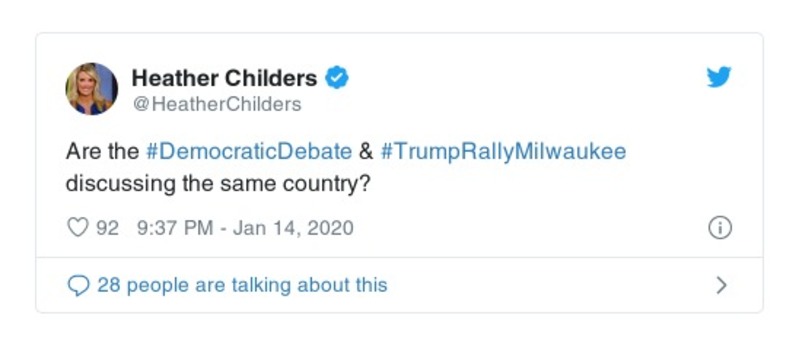 Heather Childers
@HeatherChilders
Are the #DemocraticDebate & #TrumpRallyMilwaukee
discussing the same country?
92 9:37 PM - Jan 14, 2020
28 people are talking about this